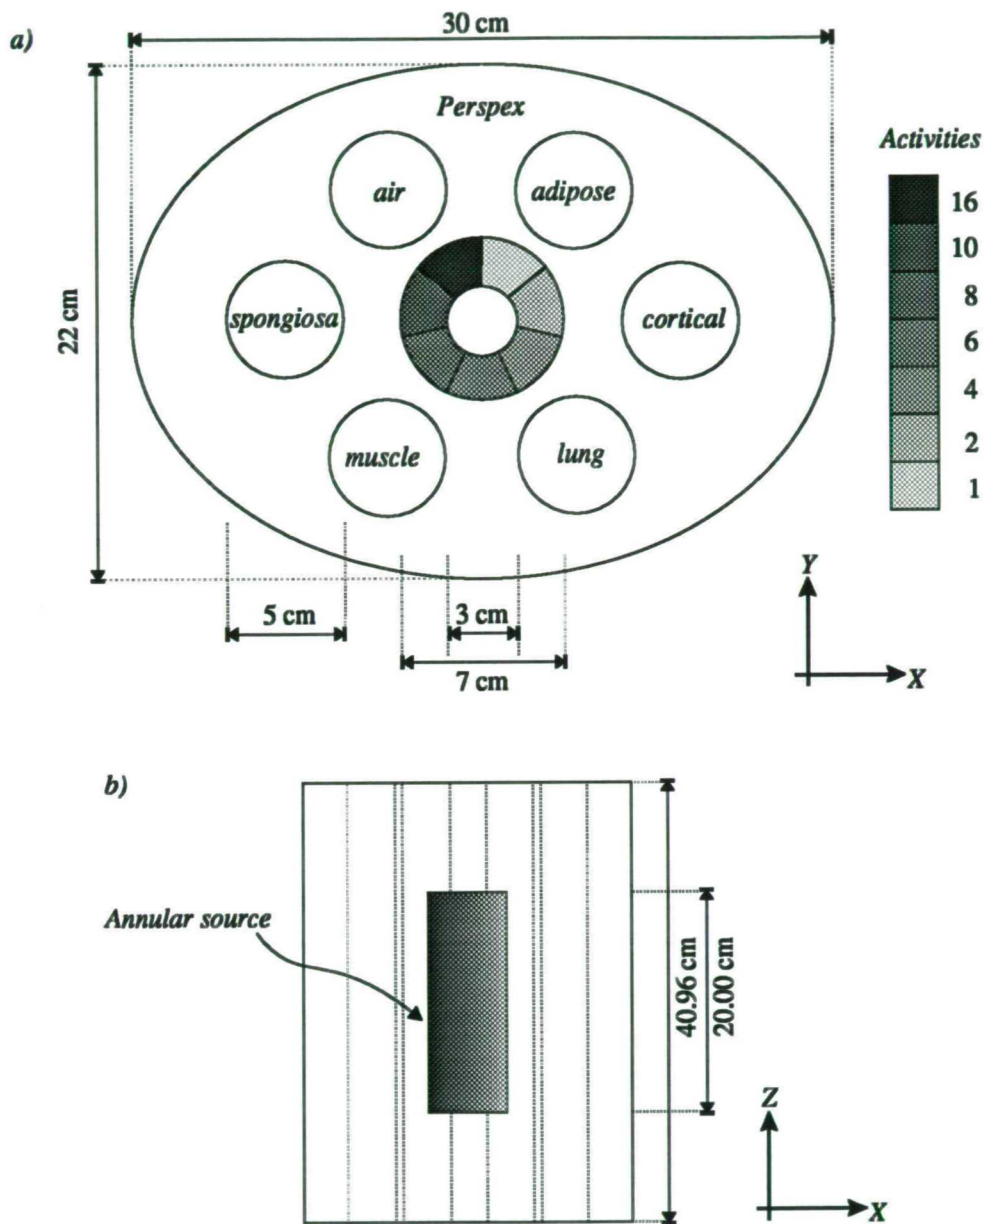 a)
30 cm
Perspex
Activities
air
adipose
16
10
8
6
4
2
1
22 cm
spongiosa
cortical
muscle
lung
5 cm
3 cm
7 cm
Y
X
b)
Annular source
40.96 cm
20.00 cm
Z
X